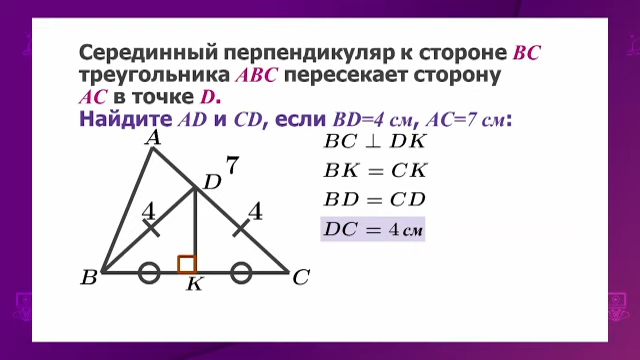 Серединный перпендикуляр к стороне BC
треугольника ABC пересекает сторону
AC в точке D.
Найдите AD и CD, если BD=4 см, AC=7 см:
BC ⊥ DK
BK = CK
BD = CD
DC = 4 см
A
7
D
4
4
B
K
C